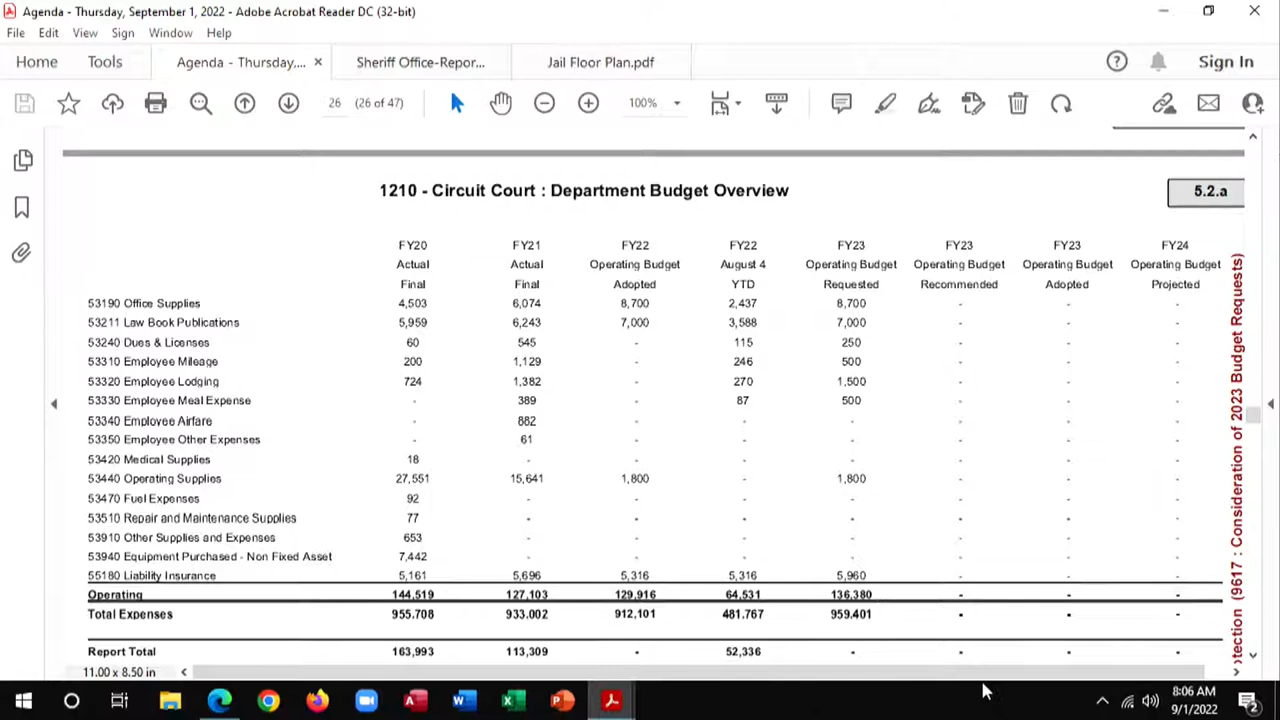 Agenda - Thursday, September 1, 2022 - Adobe Acrobat Reader DC (32-bit)
File Edit View Sign Window Help
Home Tools Agenda - Thursday,... × Sheriff Office-Repor... Jail Floor Plan.pdf Sign In
26 (26 of 47) 100%
1210 - Circuit Court : Department Budget Overview 5.2.a
FY20 FY21 FY22 FY22 FY23 FY23 FY23 FY24
Actual Actual Operating Budget August 4 Operating Budget Operating Budget Operating Budget Operating Budget
Final Final Adopted YTD Requested Recommended Adopted Projected
53190 Office Supplies 4,503 6,074 8,700 2,437 8,700 - - -
53211 Law Book Publications 5,959 6,243 7,000 3,588 7,000 - - -
53240 Dues & Licenses 60 545 - 115 250 - - -
53310 Employee Mileage 200 1,129 - 246 500 - - -
53320 Employee Lodging 724 1,382 - 270 1,500 - - -
53330 Employee Meal Expense - 389 - 87 500 - - -
53340 Employee Airfare - 882 - - - - - -
53350 Employee Other Expenses - 61 - - - - - -
53420 Medical Supplies 18 - - - - - - -
53440 Operating Supplies 27,551 15,641 1,800 - 1,800 - - -
53470 Fuel Expenses 92 - - - - - - -
53510 Repair and Maintenance Supplies 77 - - - - - - -
53910 Other Supplies and Expenses 653 - - - - - - -
53940 Equipment Purchased - Non Fixed Asset 7,442 - - - - - - -
55180 Liability Insurance 5,161 5,696 5,316 5,316 5,960 - - -
Operating 144,519 127,103 129,916 64,531 136,380 - - -
Total Expenses 955.708 933.002 912,101 481.767 959.401 - - -
Report Total 163,993 113,309 - 52,336 - - - -
(9617 : Consideration of 2023 Budget Requests)
11.00 x 8.50 in
8:06 AM
9/1/2022
2